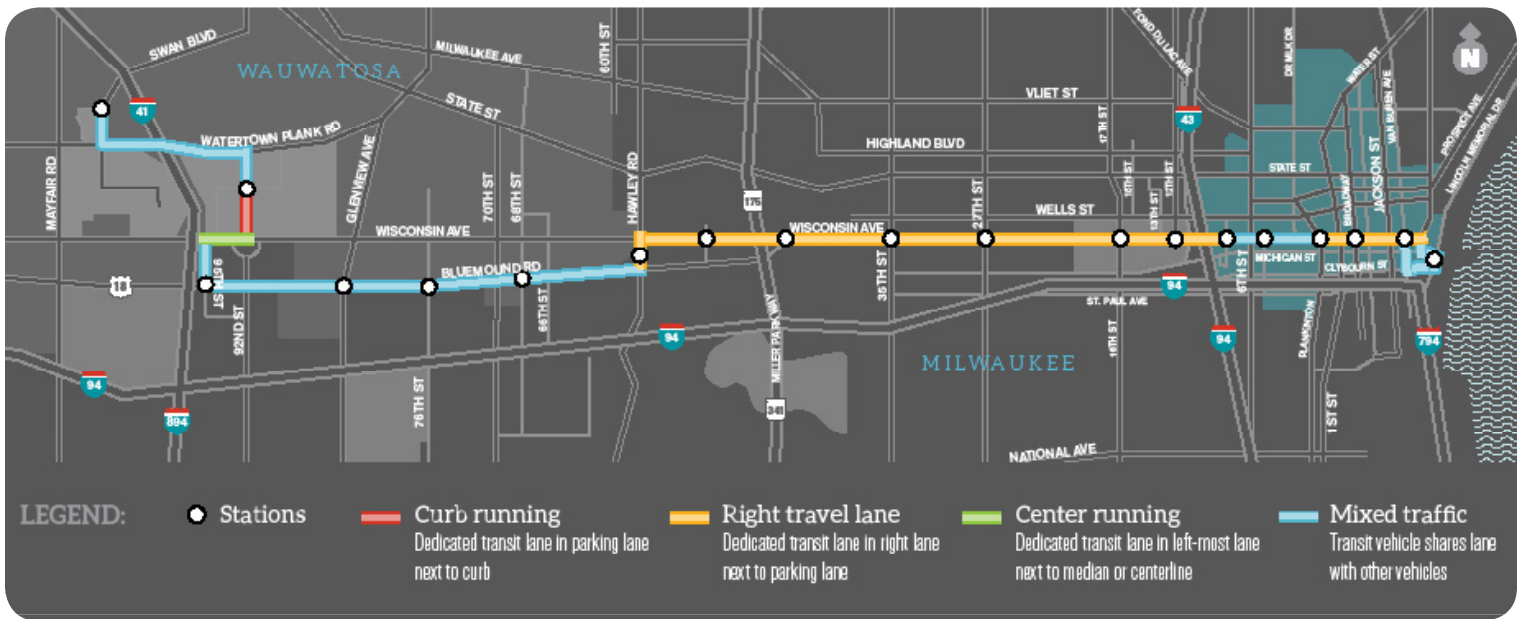 SWAN BLVD
WAUWATOSA
MILWAUKEE AVE
60TH ST
FOND DU LAC AVE
DR MLK DR
WATER ST
VAN BUREN AVE
PROSPECT AVE
LINCOLN MEMORIAL DR
N
41
STATE ST
VLIET ST
17TH ST
43
WATERTOWN PLANK RD
HIGHLAND BLVD
MAYFAIR RD
GLENVIEW AVE
70TH ST
68TH ST
HAWLEY RD
175
27TH ST
WELLS ST
16TH ST
13TH ST
12TH ST
STATE ST
BROADWAY
JACKSON ST
WISCONSIN AVE
WISCONSIN AVE
BLUEMOUND RD
18
95TH ST
92ND ST
66TH ST
35TH ST
6TH ST
MICHIGAN ST
CLYBOURN ST
94
ST. PAUL AVE
16TH ST
PLANKINTON
94
MILLER PARK WAY
94
794
MILWAUKEE
94
894
76TH ST
341
1ST ST
NATIONAL AVE
LEGEND:
Stations
Curb running
Dedicated transit lane in parking lane
next to curb
Right travel lane
Dedicated transit lane in right lane
next to parking lane
Center running
Dedicated transit lane in left-most lane
next to median or centerline
Mixed traffic
Transit vehicle shares lane
with other vehicles